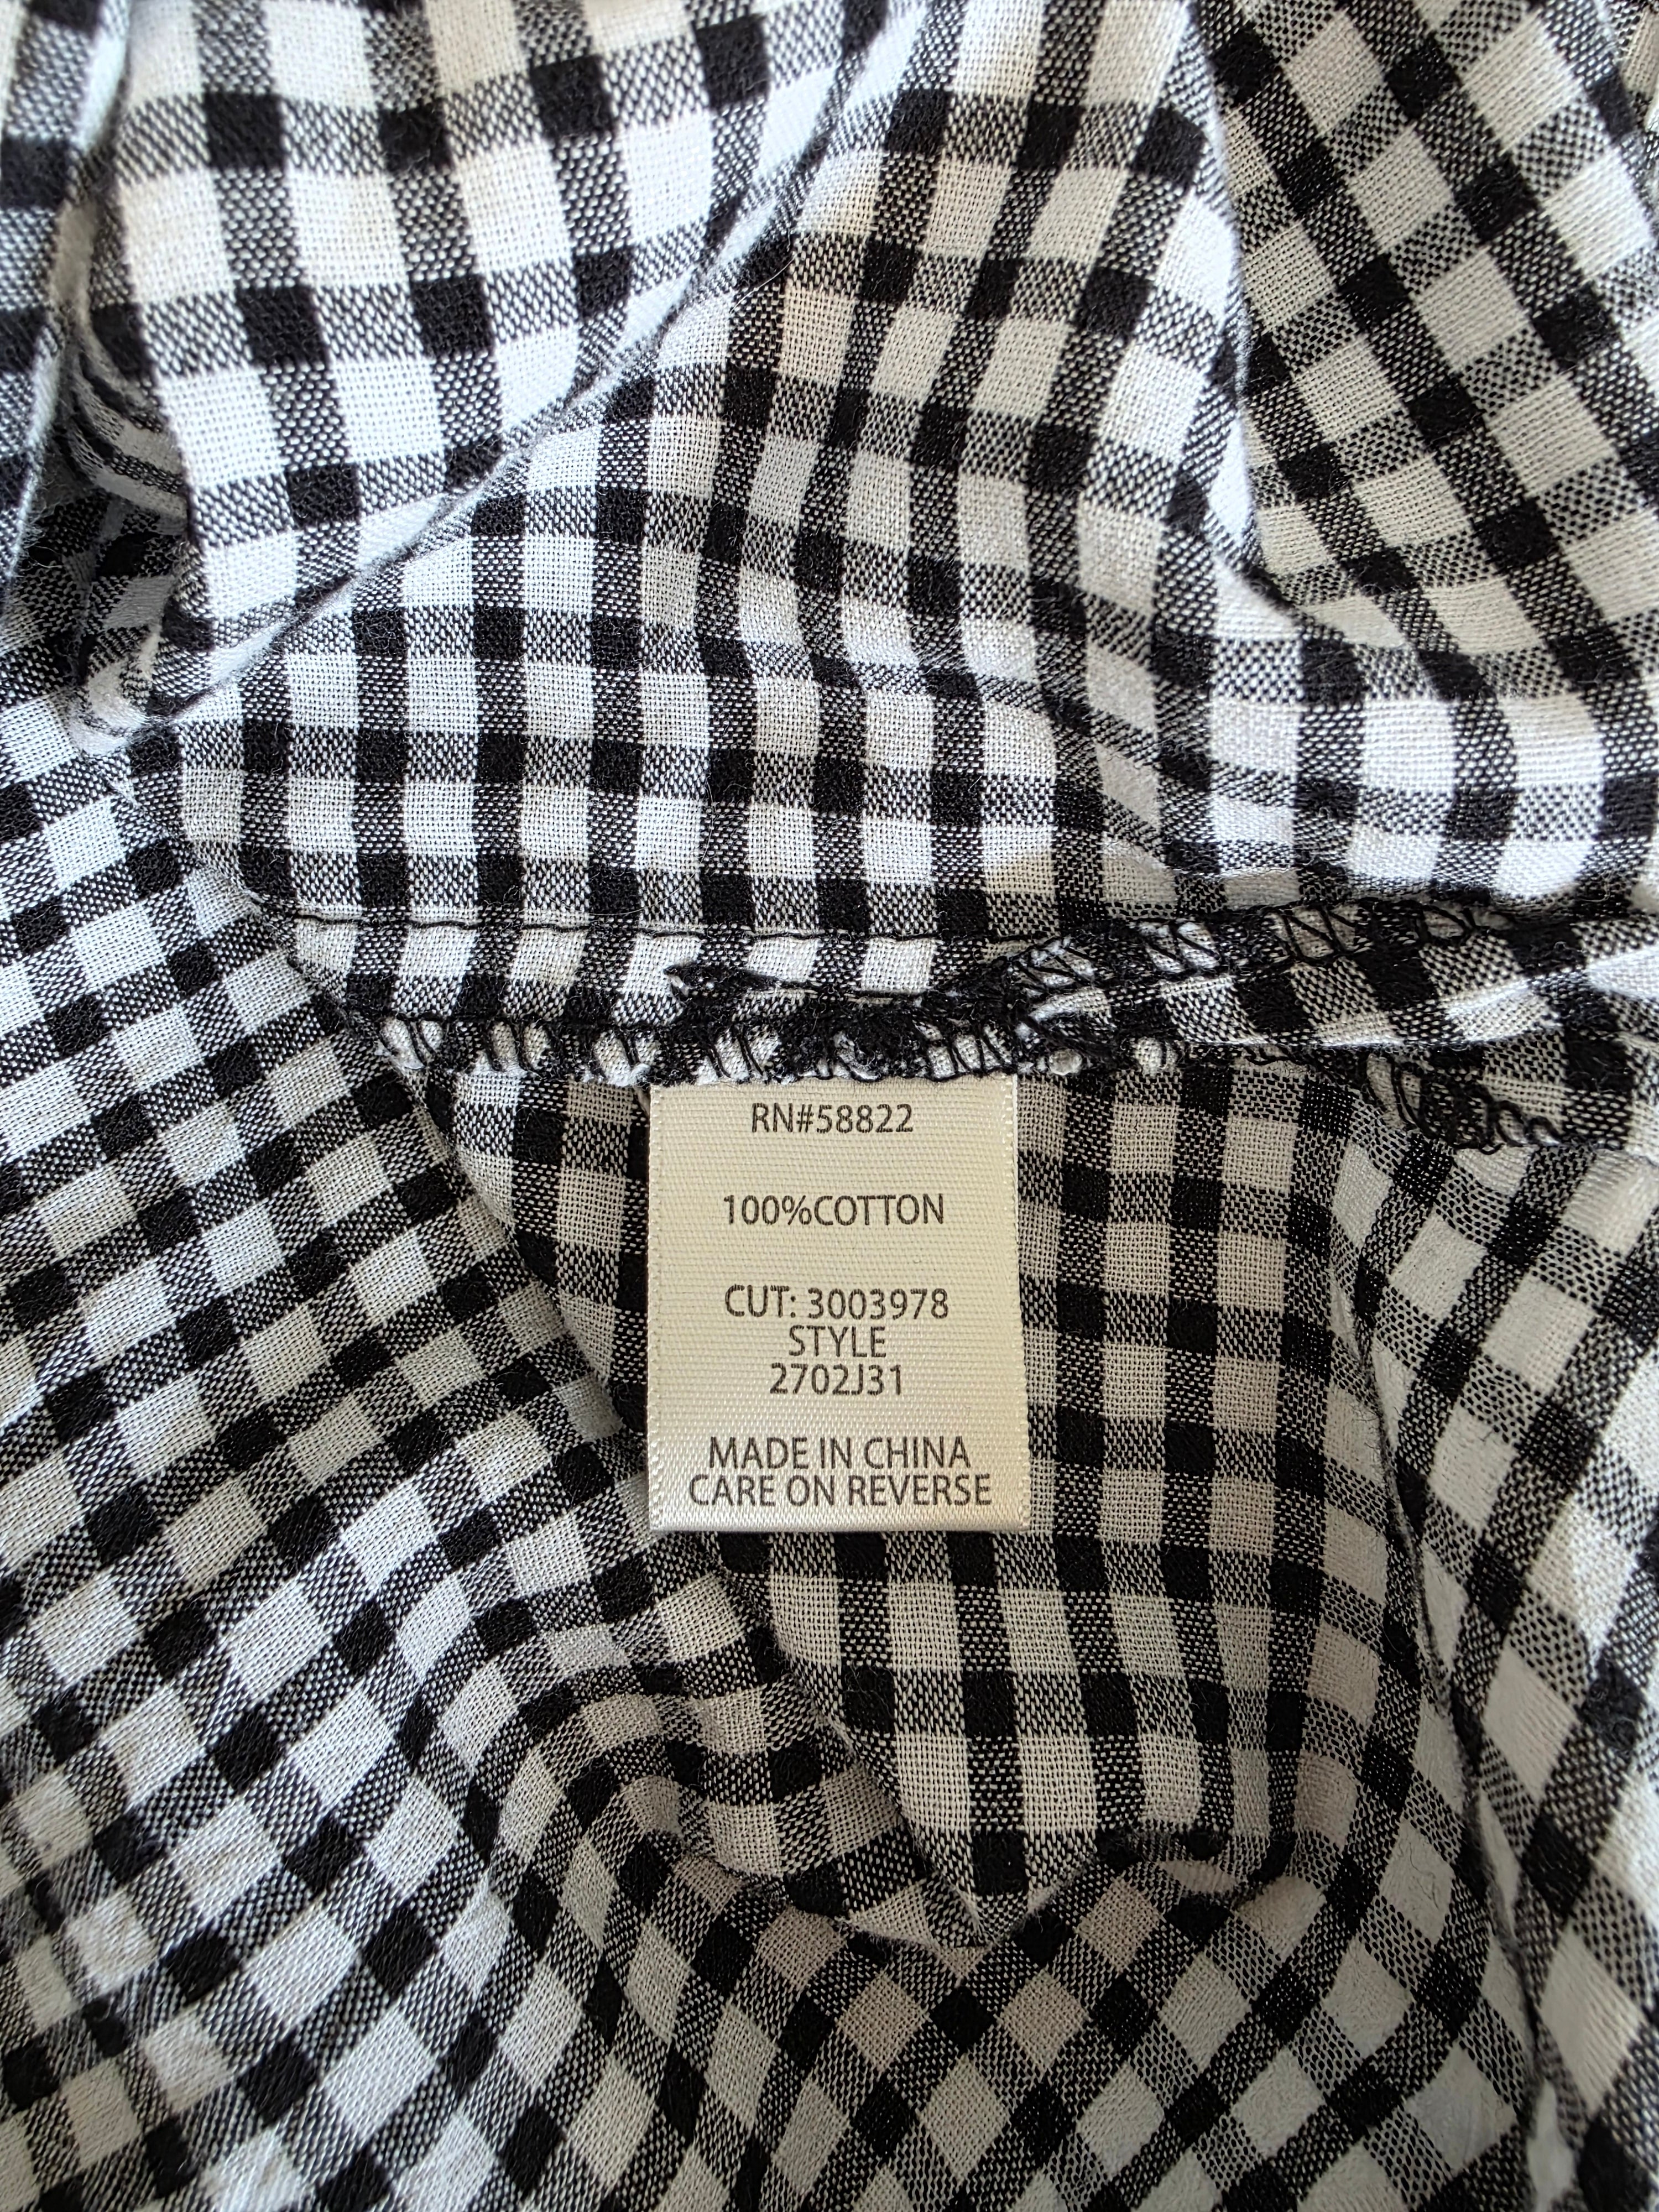 RN#58822
100%COTTON
CUT: 3003978
STYLE
2702J31
MADE IN CHINA
CARE ON REVERSE